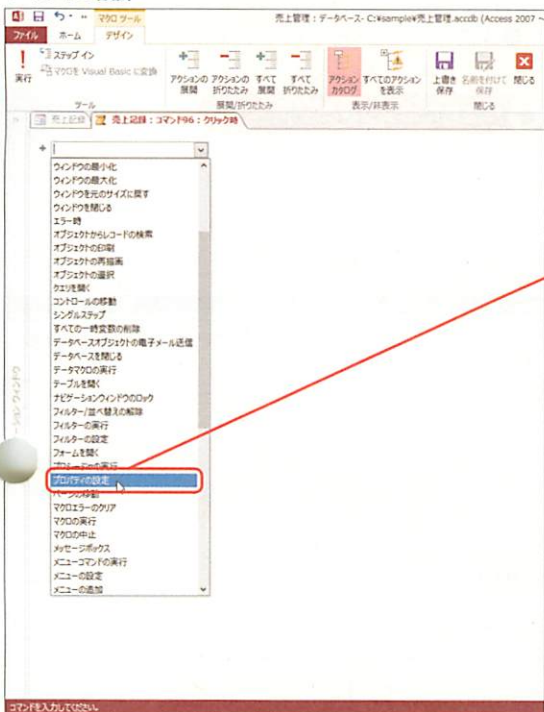 マクロ ツール
売上管理 : データベース- C:¥sample¥売上管理.accdb (Access 2007 ~
ファイル ホーム デザイン
実行
ステップ イン
マクロを Visual Basic に変換
アクションの展開
アクションの折りたたみ
すべて展開
すべて折りたたみ
アクションカタログ
すべてのアクションを表示
上書き保存
名前を付けて保存
閉じる
ツール 展開/折りたたみ 表示/非表示 閉じる
売上記録 売上記録 : コマンド96 : クリック時
ウィンドウの最小化
ウィンドウの最大化
ウィンドウを元のサイズに戻す
ウィンドウを閉じる
エラー時
オブジェクトからレコードの検索
オブジェクトの印刷
オブジェクトの再描画
オブジェクトの選択
クエリを開く
コントロールの移動
シングルステップ
すべての一時変数の削除
データベースオブジェクトの電子メール送信
データベースを閉じる
データマクロの実行
テーブルを開く
ナビゲーションウィンドウのロック
フィルター/並べ替えの解除
フィルターの実行
フィルターの設定
フォームを開く
プロシージャの実行
プロパティの設定
ページの移動
マクロエラーのクリア
マクロの実行
マクロの中止
メッセージボックス
メニューコマンドの実行
メニューの設定
メニューの追加
ーション ウィンドウ
コマンドを入力してください。